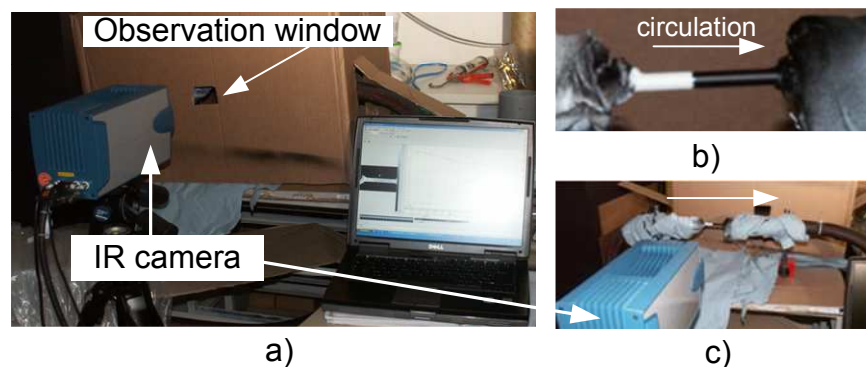 Observation window
IR camera
a)
circulation
b)
c)
DELL